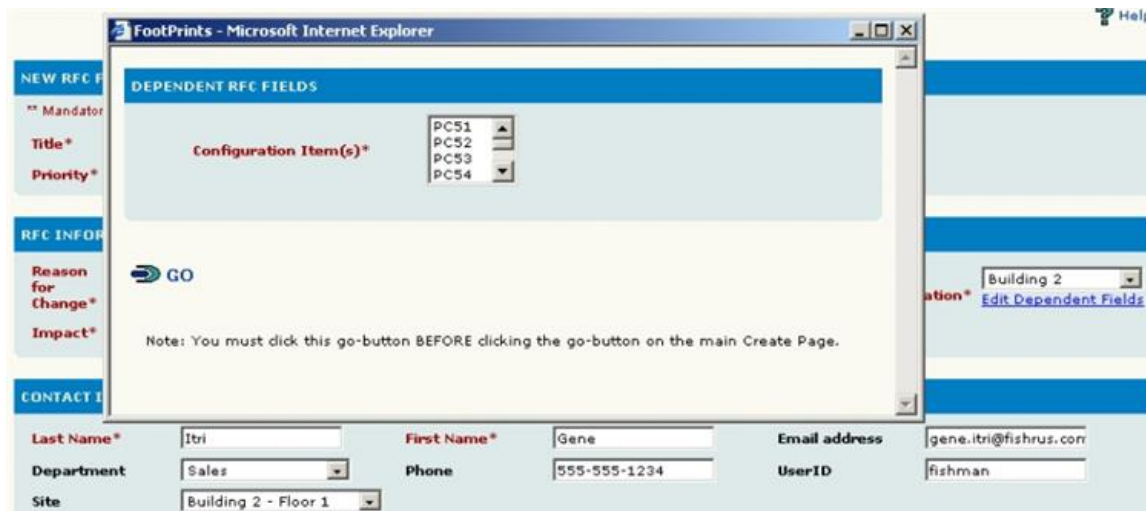 Help
FootPrints - Microsoft Internet Explorer
NEW RFC F
DEPENDENT RFC FIELDS
** Mandator
Title*
Priority*
Configuration Item(s)*
PC51
PC52
PC53
PC54
RFC INFOR
Reason
for
Change*
Impact*
GO
ation*
Building 2
Edit Dependent Fields
Note: You must click this go-button BEFORE clicking the go-button on the main Create Page.
CONTACT I
Last Name* Itri First Name* Gene Email address gene.itri@fishrus.com
Department Sales Phone 555-555-1234 UserID fishman
Site Building 2 - Floor 1